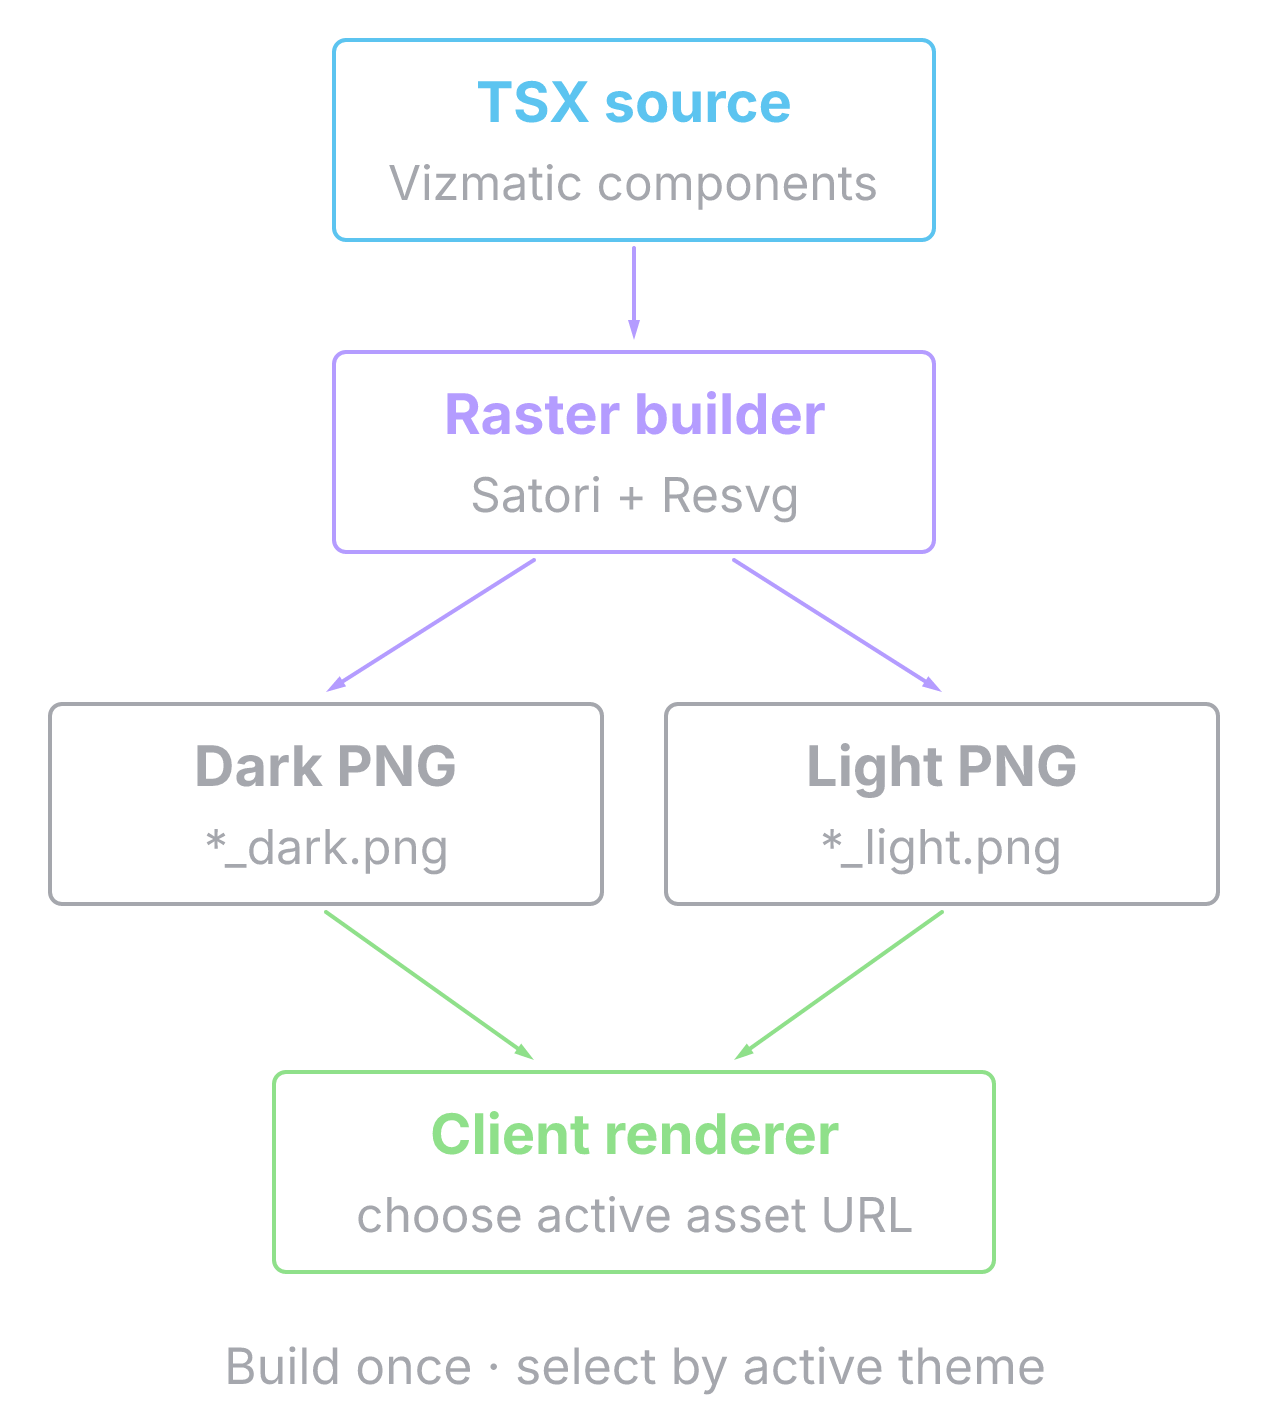 TSX source
Vizmatic components
Raster builder
Satori + Resvg
Dark PNG
*_dark.png
Light PNG
*_light.png
Client renderer
choose active asset URL
Build once · select by active theme